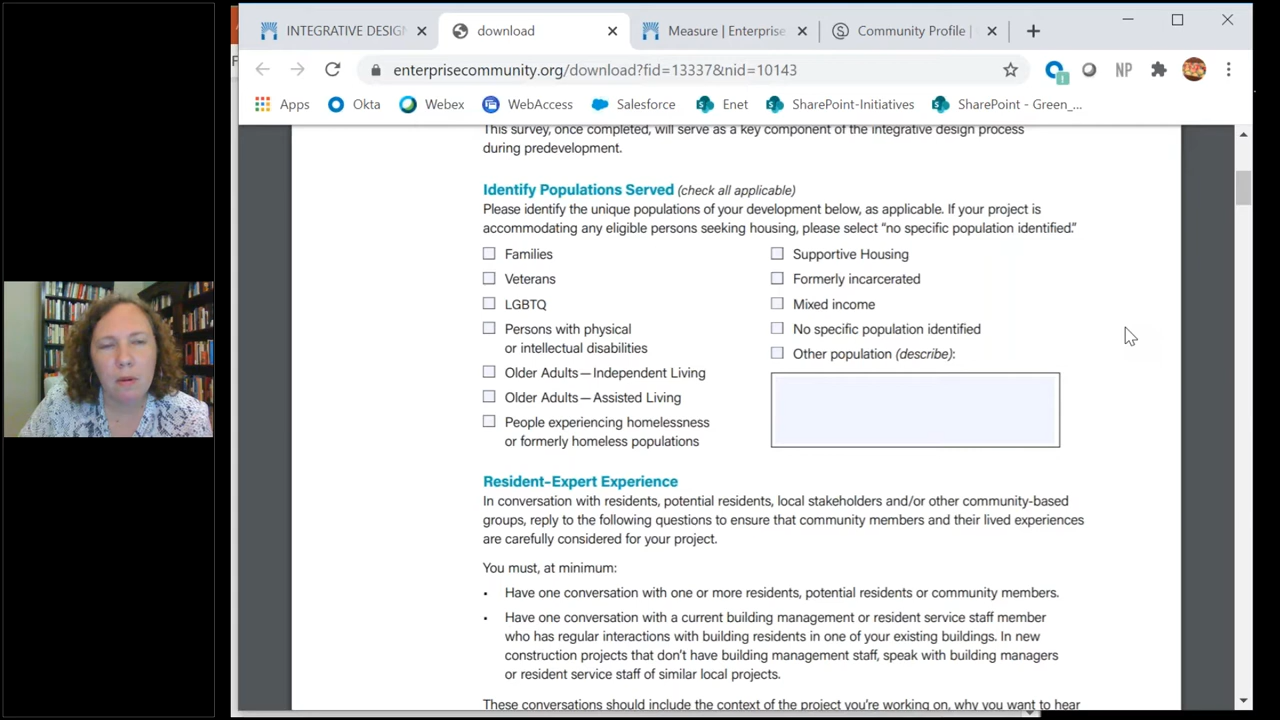 INTEGRATIVE DESIGN
download
Measure | Enterprise
Community Profile |
enterprisecommunity.org/download?fid=13337&nid=10143
NP
Apps
Okta
Webex
WebAccess
Salesforce
Enet
SharePoint-Initiatives
SharePoint - Green_...
This survey, once completed, will serve as a key component of the integrative design process
during predevelopment.
Identify Populations Served (check all applicable)
Please identify the unique populations of your development below, as applicable. If your project is
accommodating any eligible persons seeking housing, please select “no specific population identified.”
Families
Veterans
LGBTQ
Persons with physical
or intellectual disabilities
Older Adults—Independent Living
Older Adults—Assisted Living
People experiencing homelessness
or formerly homeless populations
Supportive Housing
Formerly incarcerated
Mixed income
No specific population identified
Other population (describe):
Resident-Expert Experience
In conversation with residents, potential residents, local stakeholders and/or other community-based
groups, reply to the following questions to ensure that community members and their lived experiences
are carefully considered for your project.
You must, at minimum:
• Have one conversation with one or more residents, potential residents or community members.
• Have one conversation with a current building management or resident service staff member
who has regular interactions with building residents in one of your existing buildings. In new
construction projects that don’t have building management staff, speak with building managers
or resident service staff of similar local projects.
These conversations should include the context of the project you’re working on, why you want to hear